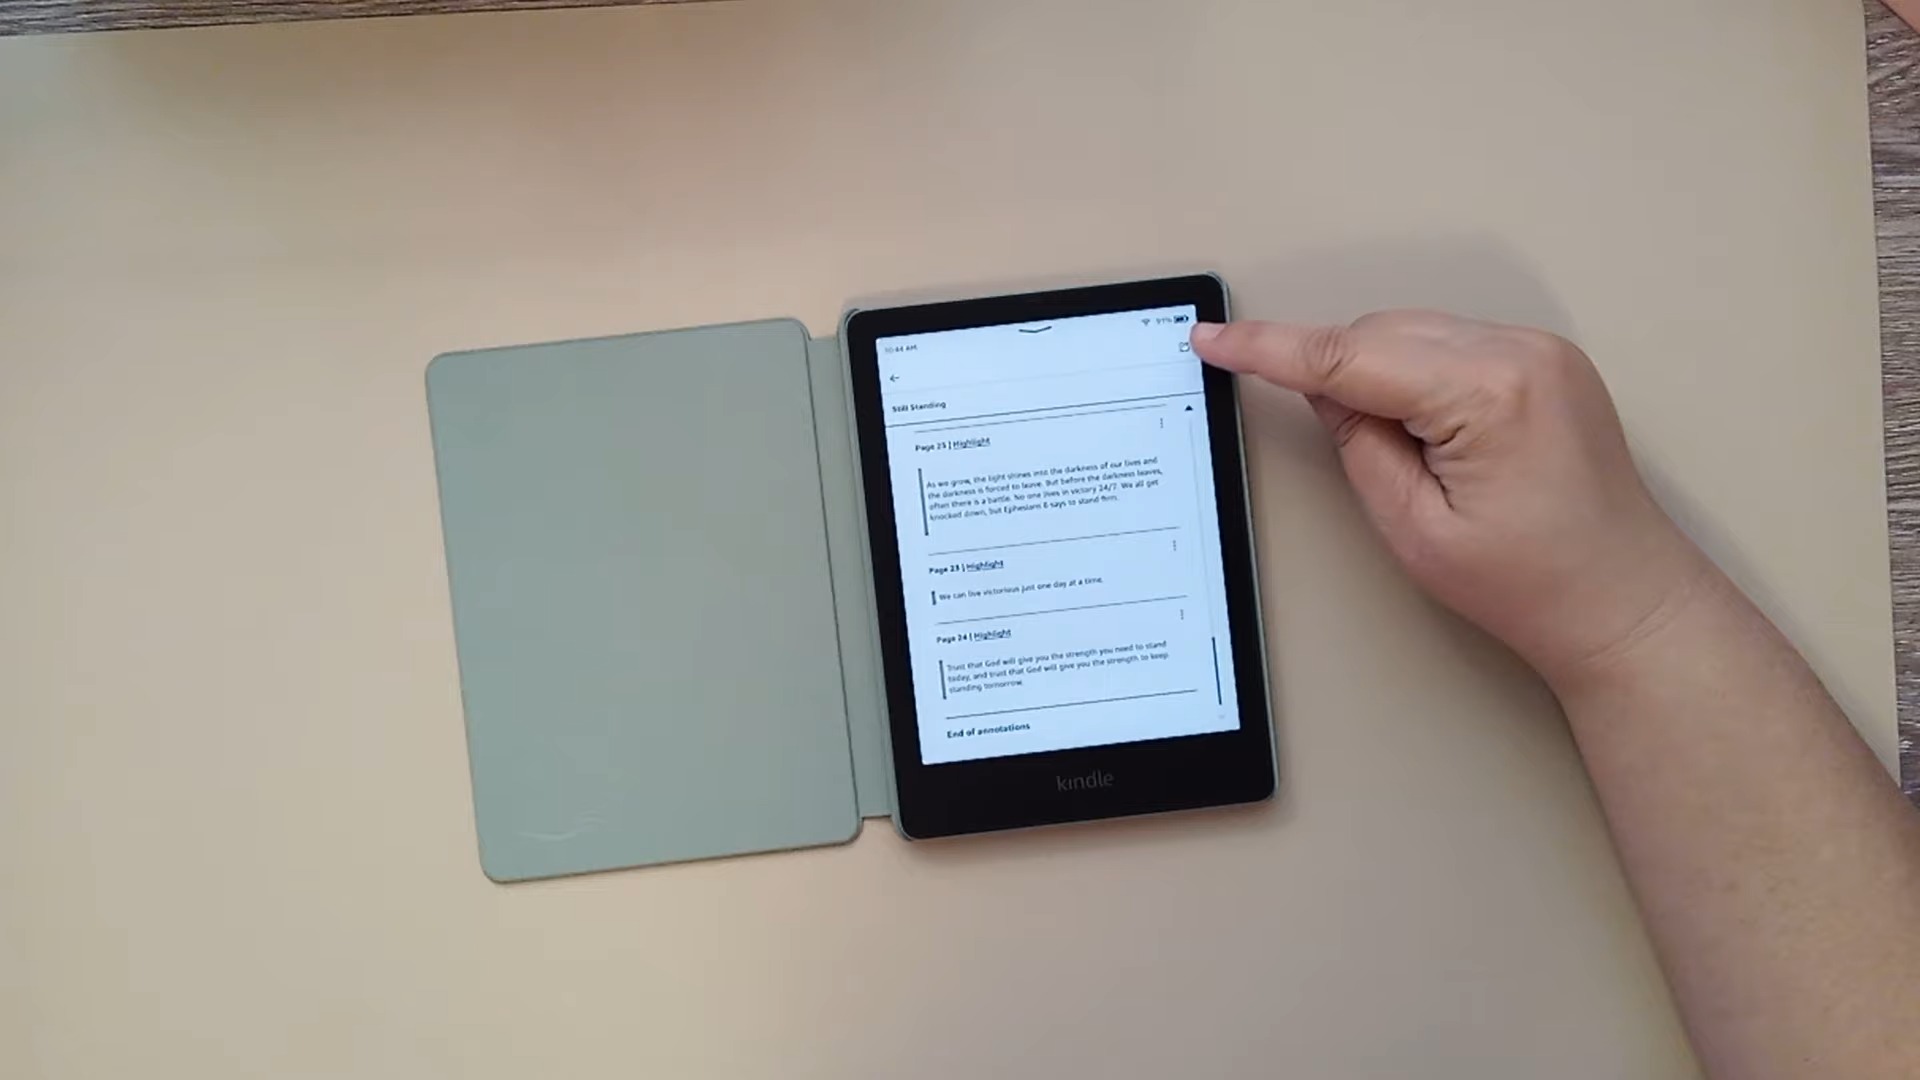 10:44 AM
91%
Still Standing
Page 23 | Highlight
As we grow, the light shines into the darkness of our lives and
the darkness is forced to leave. But before the darkness leaves,
often there is a battle. No one lives in victory 24/7. We all get
knocked down, but Ephesians 6 says to stand firm.
Page 23 | Highlight
We can live victorious just one day at a time.
Page 24 | Highlight
Trust that God will give you the strength you need to stand
today, and trust that God will give you the strength to keep
standing tomorrow.
End of annotations
kindle